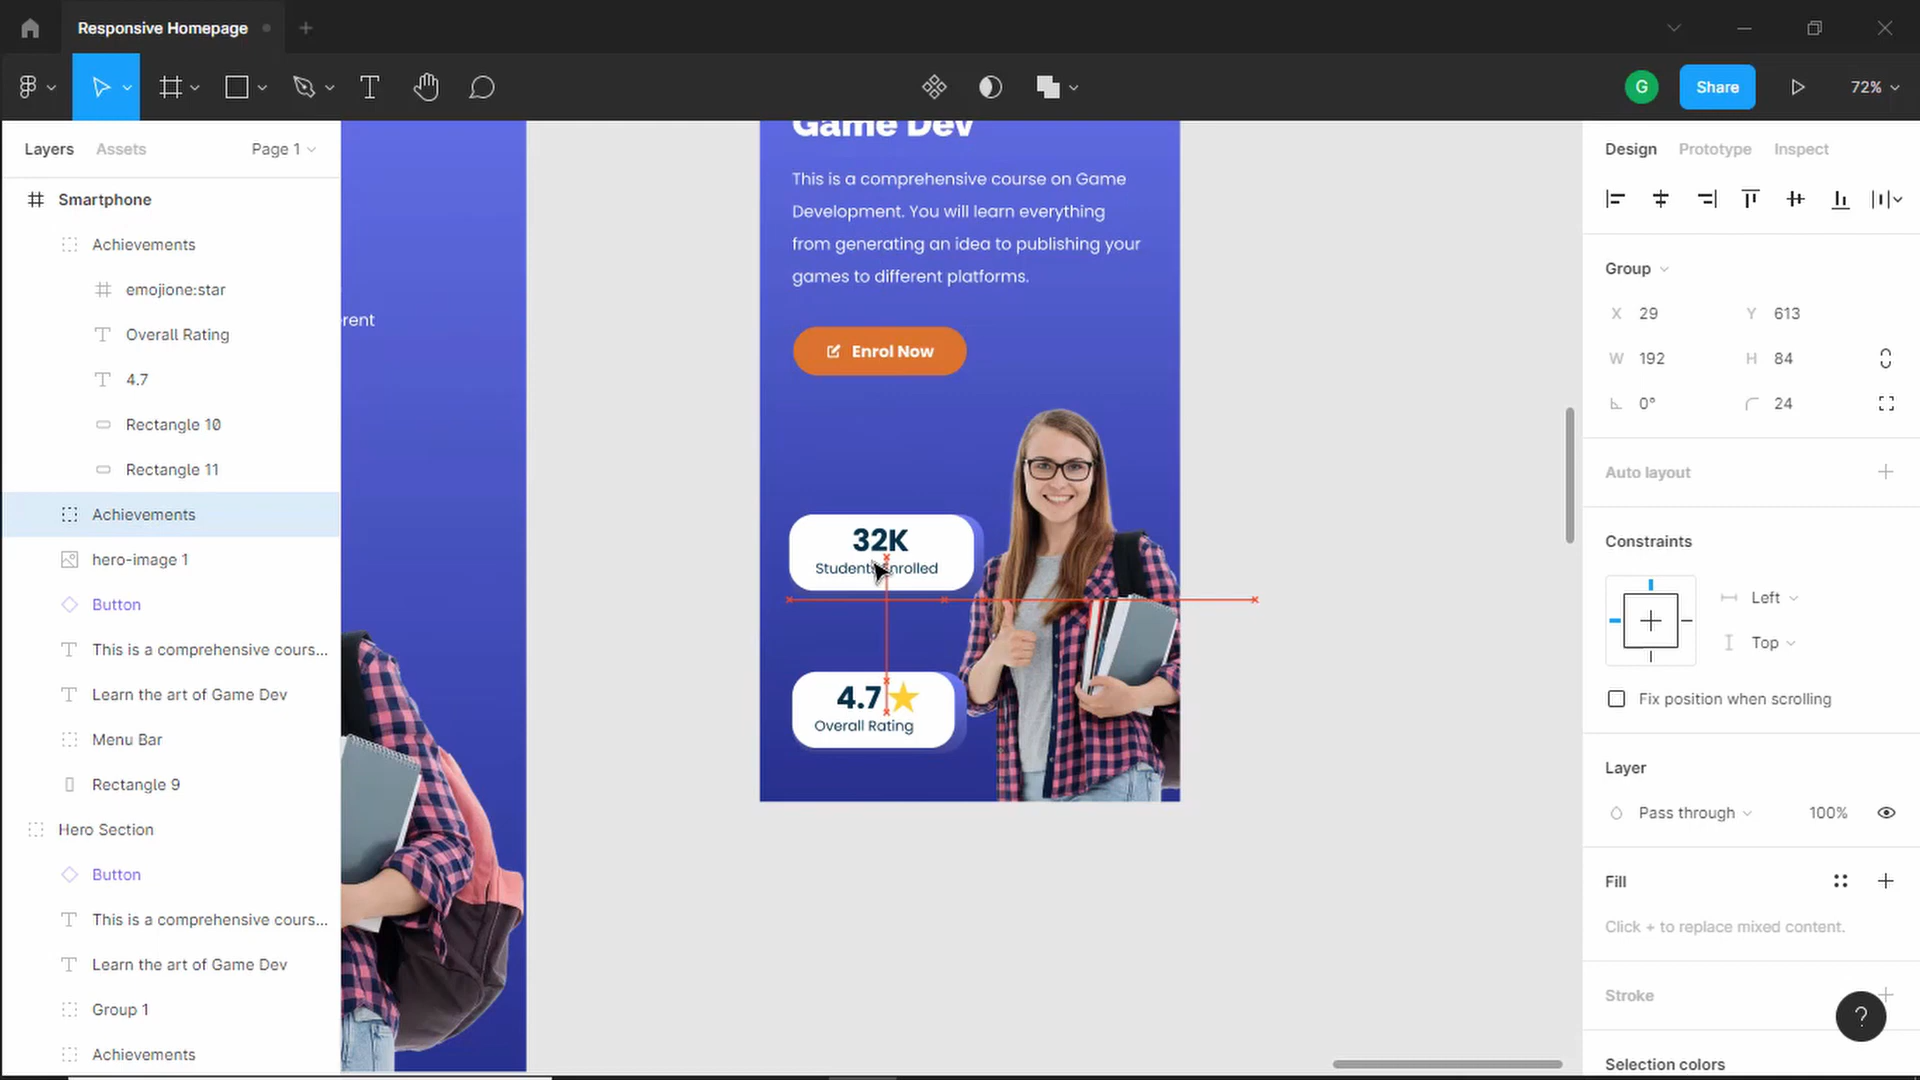 Responsive Homepage
G
Share
72%
Layers
Assets
Page 1
Smartphone
Achievements
emojione:star
Overall Rating
4.7
Rectangle 10
Rectangle 11
Achievements
hero-image 1
Button
This is a comprehensive cours...
Learn the art of Game Dev
Menu Bar
Rectangle 9
Hero Section
Button
This is a comprehensive cours...
Learn the art of Game Dev
Group 1
Achievements
rent
Game Dev
This is a comprehensive course on Game
Development. You will learn everything
from generating an idea to publishing your
games to different platforms.
Enrol Now
32K
Students Enrolled
4.7
Overall Rating
Design
Prototype
Inspect
Group
X 29
Y 613
W 192
H 84
0°
24
Auto layout
Constraints
Left
Top
Fix position when scrolling
Layer
Pass through
100%
Fill
Click + to replace mixed content.
Stroke
?
Selection colors